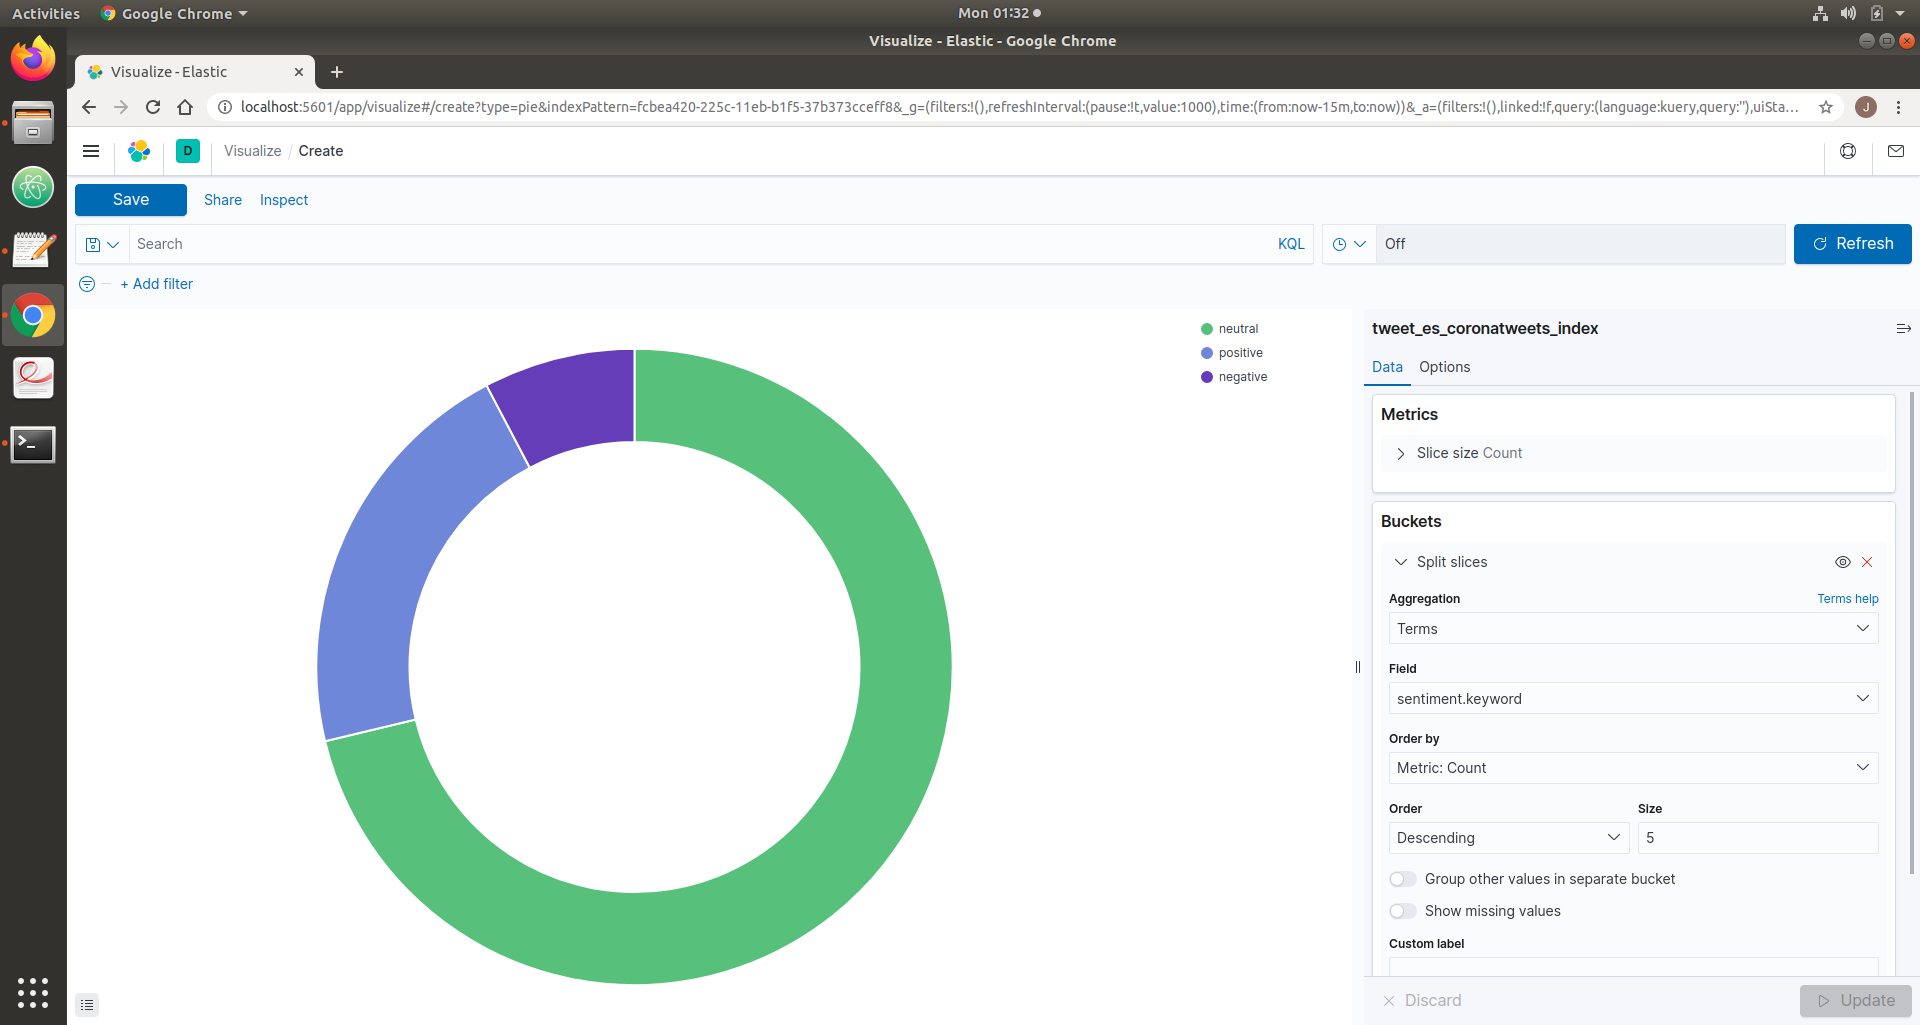 Activities
Google Chrome
Mon 01:32
Visualize - Elastic - Google Chrome
Visualize - Elastic
localhost:5601/app/visualize#/create?type=pie&indexPattern=fcbea420-225c-11eb-b1f5-37b373cceff8&_g=(filters:!(),refreshInterval:(pause:!t,value:1000),time:(from:now-15m,to:now))&_a=(filters:!(),linked:!f,query:(language:kuery,query:''),uiSta...
J
D
Visualize / Create
Save
Share
Inspect
Search
KQL
Off
Refresh
+ Add filter
neutral
positive
negative
tweet_es_coronatweets_index
Data
Options
Metrics
Slice size Count
Buckets
Split slices
Aggregation
Terms help
Terms
Field
sentiment.keyword
Order by
Metric: Count
Order
Size
Descending
5
Group other values in separate bucket
Show missing values
Custom label
Discard
Update